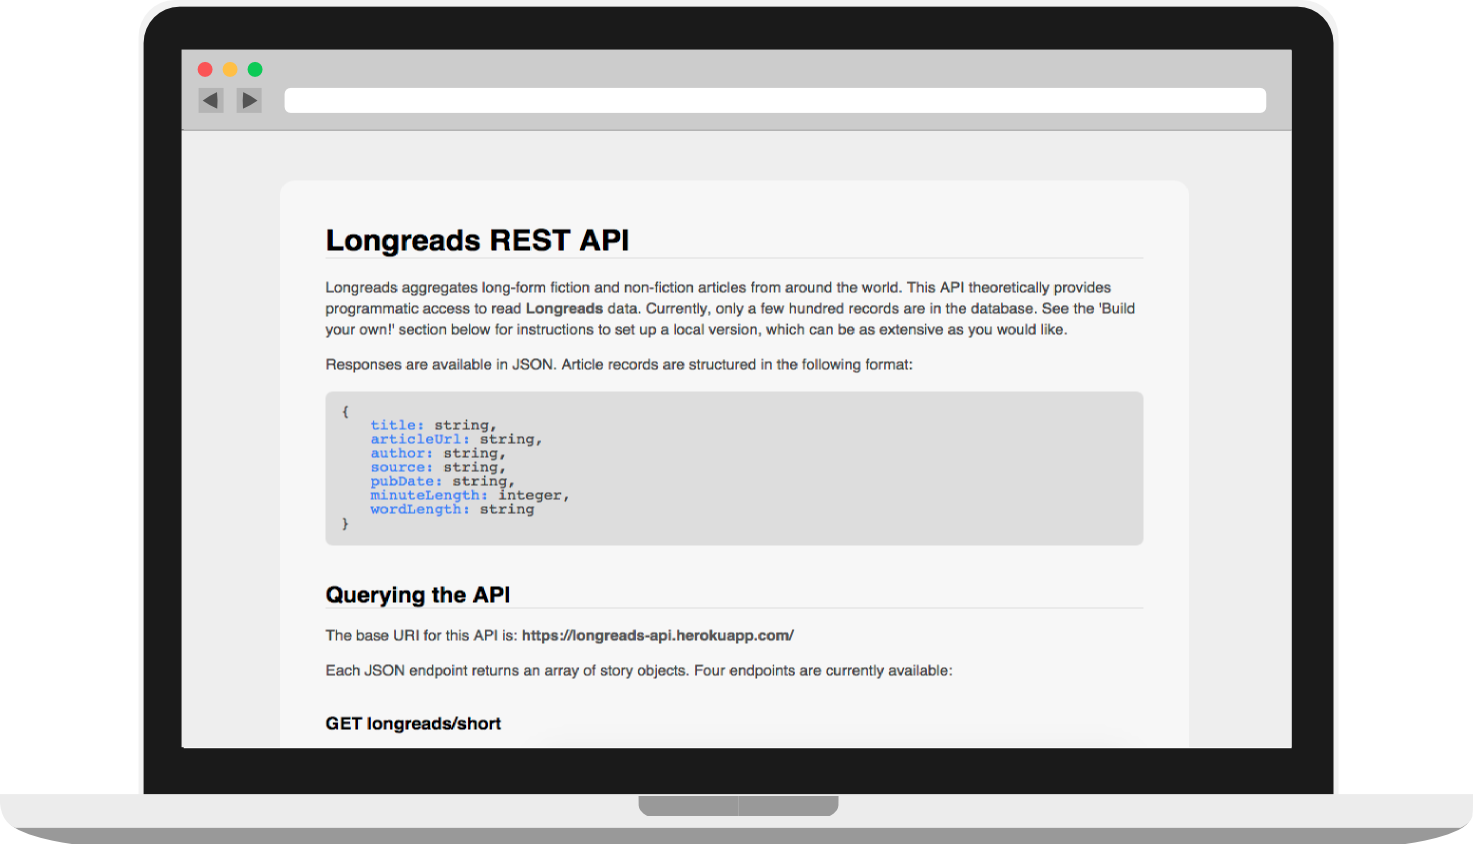 Longreads REST API
Longreads aggregates long-form fiction and non-fiction articles from around the world. This API theoretically provides
programmatic access to read Longreads data. Currently, only a few hundred records are in the database. See the 'Build
your own!' section below for instructions to set up a local version, which can be as extensive as you would like.
Responses are available in JSON. Article records are structured in the following format:
{
title: string,
articleUrl: string,
author: string,
source: string,
pubDate: string,
minuteLength: integer,
wordLength: string
}
Querying the API
The base URI for this API is: https://longreads-api.herokuapp.com/
Each JSON endpoint returns an array of story objects. Four endpoints are currently available:
GET longreads/short